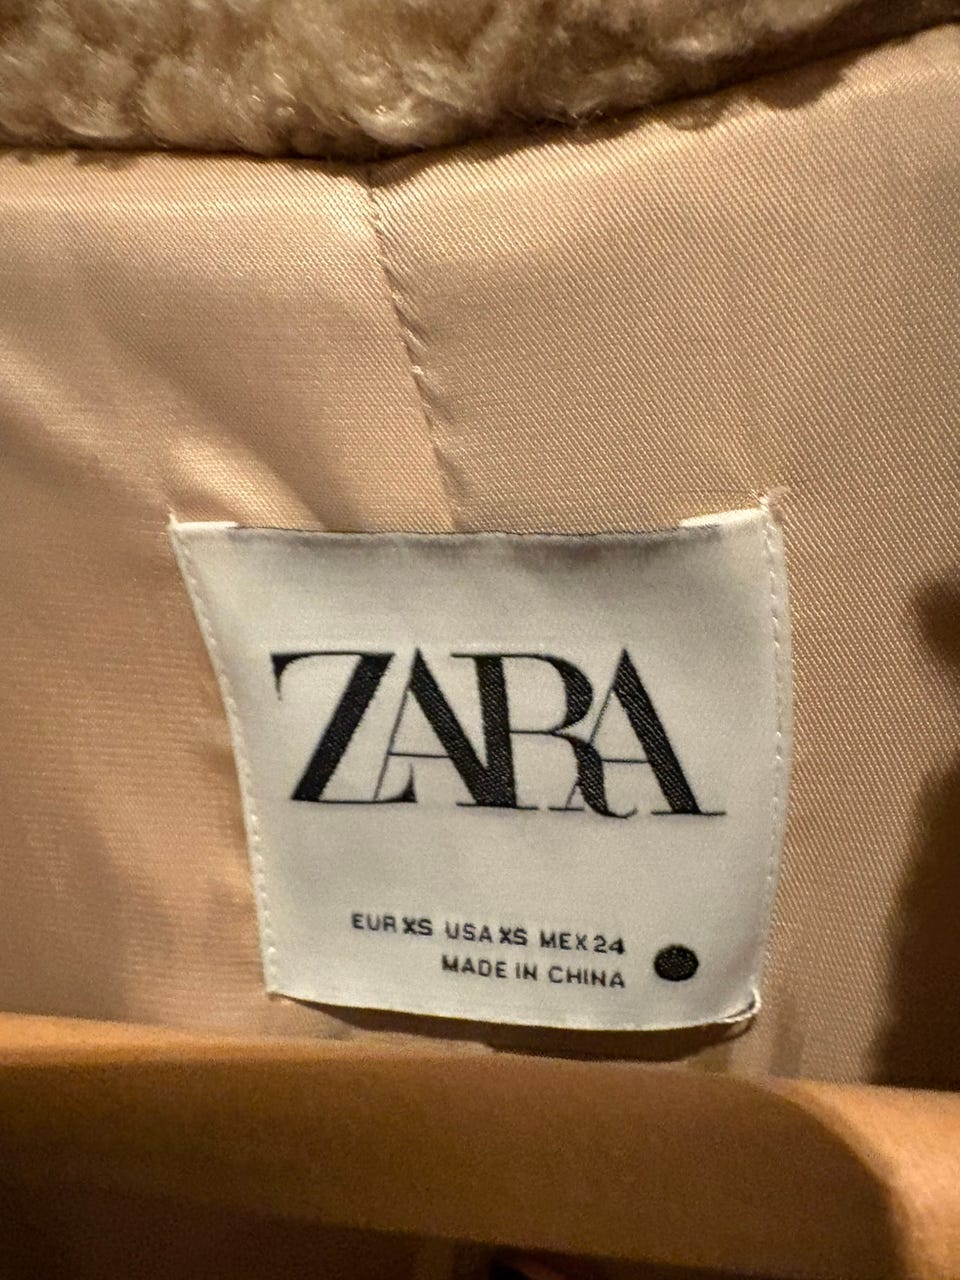 ZARA
EUR XS USA XS MEX 24
MADE IN CHINA